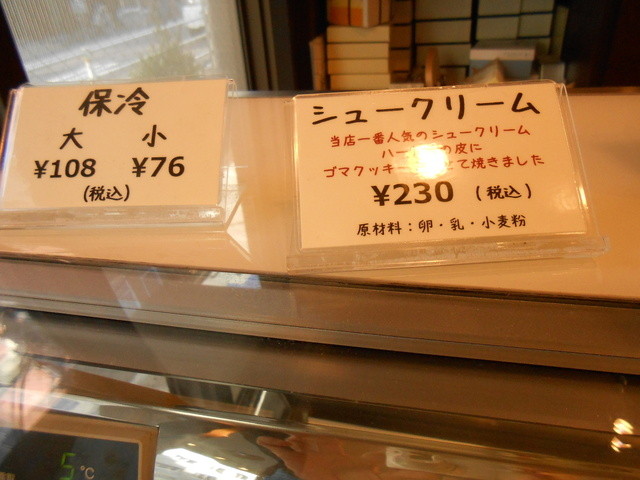 保冷
大 小
¥108 ¥76
(税込)
シュークリーム
当店一番人気のシュークリーム
ハー の皮に
ゴマクッキー て焼きました
¥230 (税込)
原材料：卵・乳・小麦粉
5℃